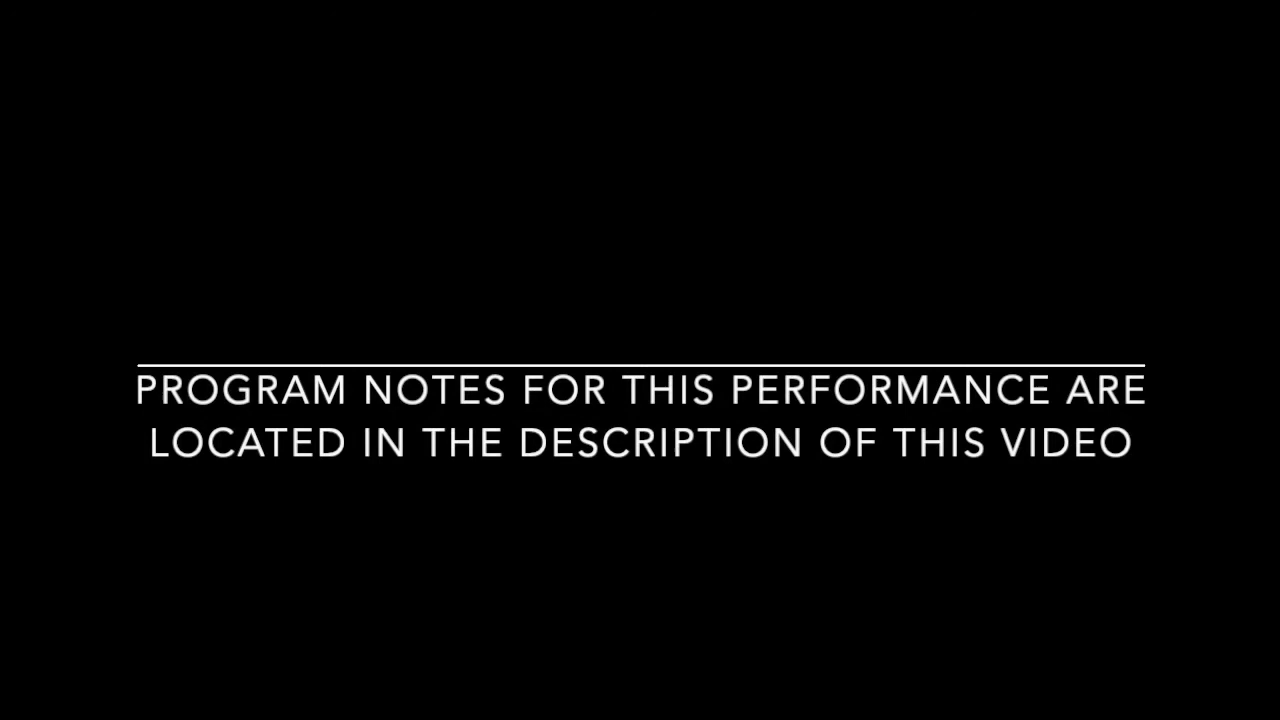 PROGRAM NOTES FOR THIS PERFORMANCE ARE
LOCATED IN THE DESCRIPTION OF THIS VIDEO